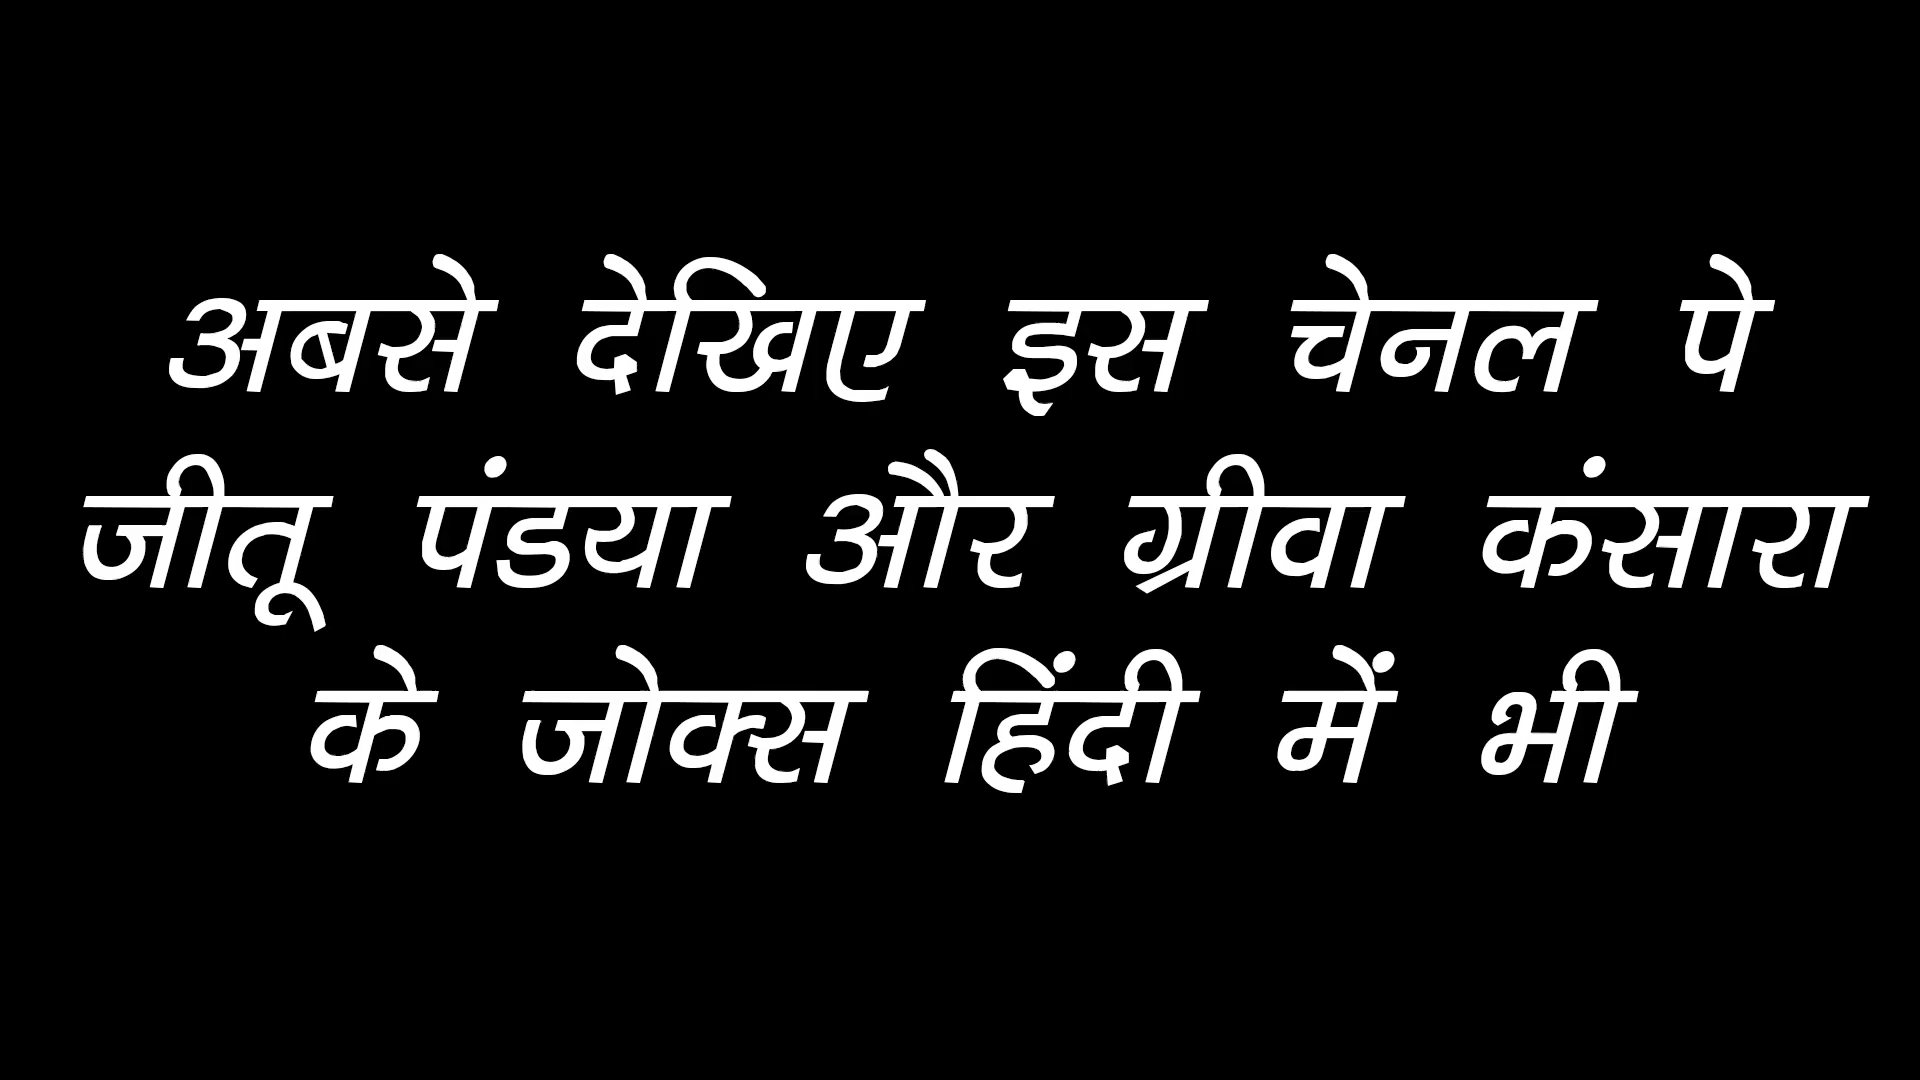 अबसे देखिए इस चेनल पे
जीतू पंडया और ग्रीवा कंसारा
के जोक्स हिंदी में भी